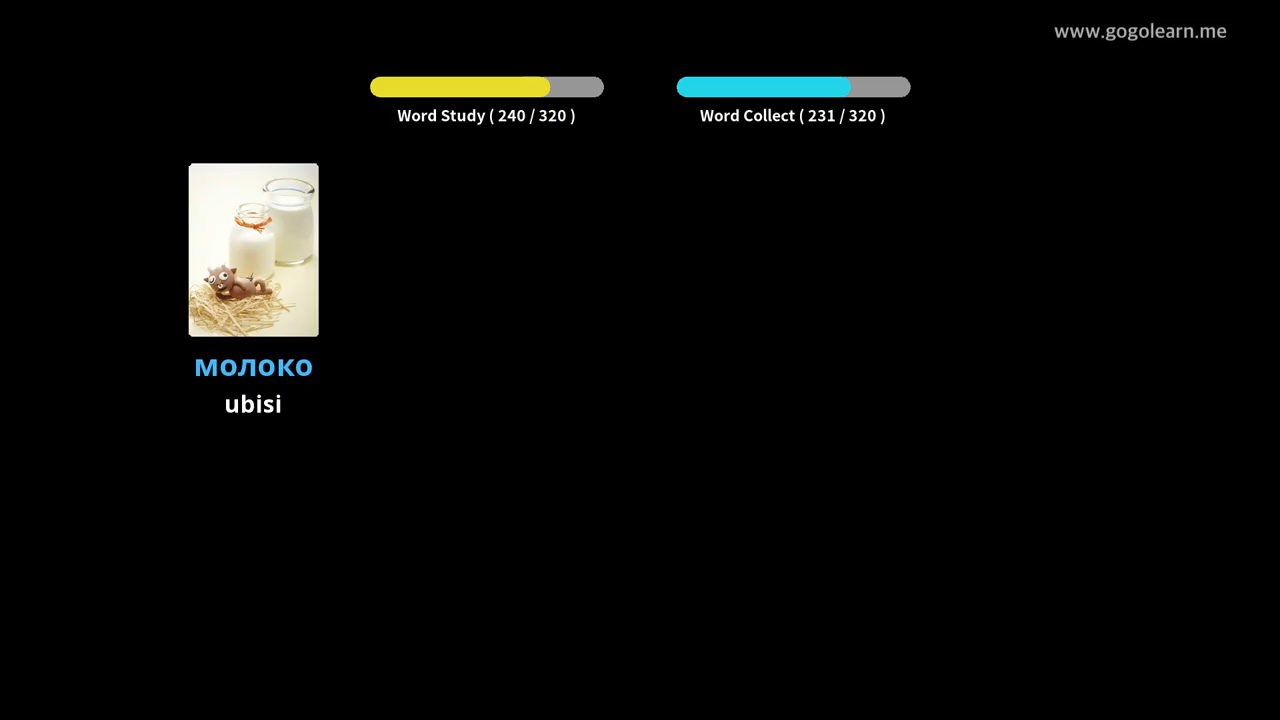 www.gogolearn.me
Word Study ( 240 / 320 )
Word Collect ( 231 / 320 )
молоко
ubisi